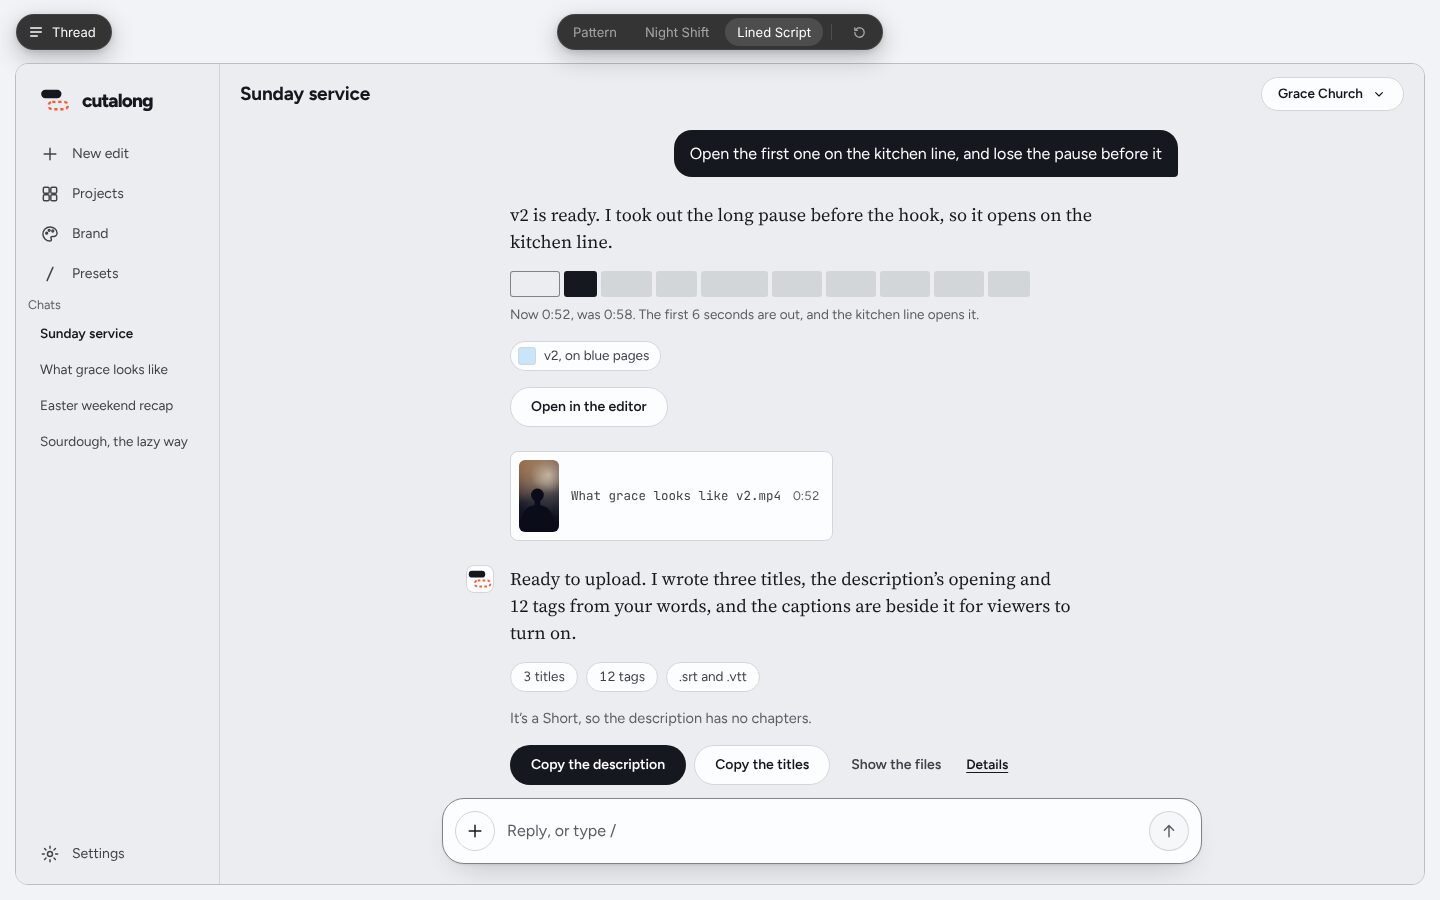 Thread
Pattern
Night Shift
Lined Script
cutalong
New edit
Projects
Brand
Presets
Chats
Sunday service
What grace looks like
Easter weekend recap
Sourdough, the lazy way
Settings
Sunday service
Grace Church
Open the first one on the kitchen line, and lose the pause before it
v2 is ready. I took out the long pause before the hook, so it opens on the
kitchen line.
Now 0:52, was 0:58. The first 6 seconds are out, and the kitchen line opens it.
v2, on blue pages
Open in the editor
What grace looks like v2.mp4 0:52
Ready to upload. I wrote three titles, the description’s opening and
12 tags from your words, and the captions are beside it for viewers to
turn on.
3 titles
12 tags
.srt and .vtt
It’s a Short, so the description has no chapters.
Copy the description
Copy the titles
Show the files
Details
Reply, or type /